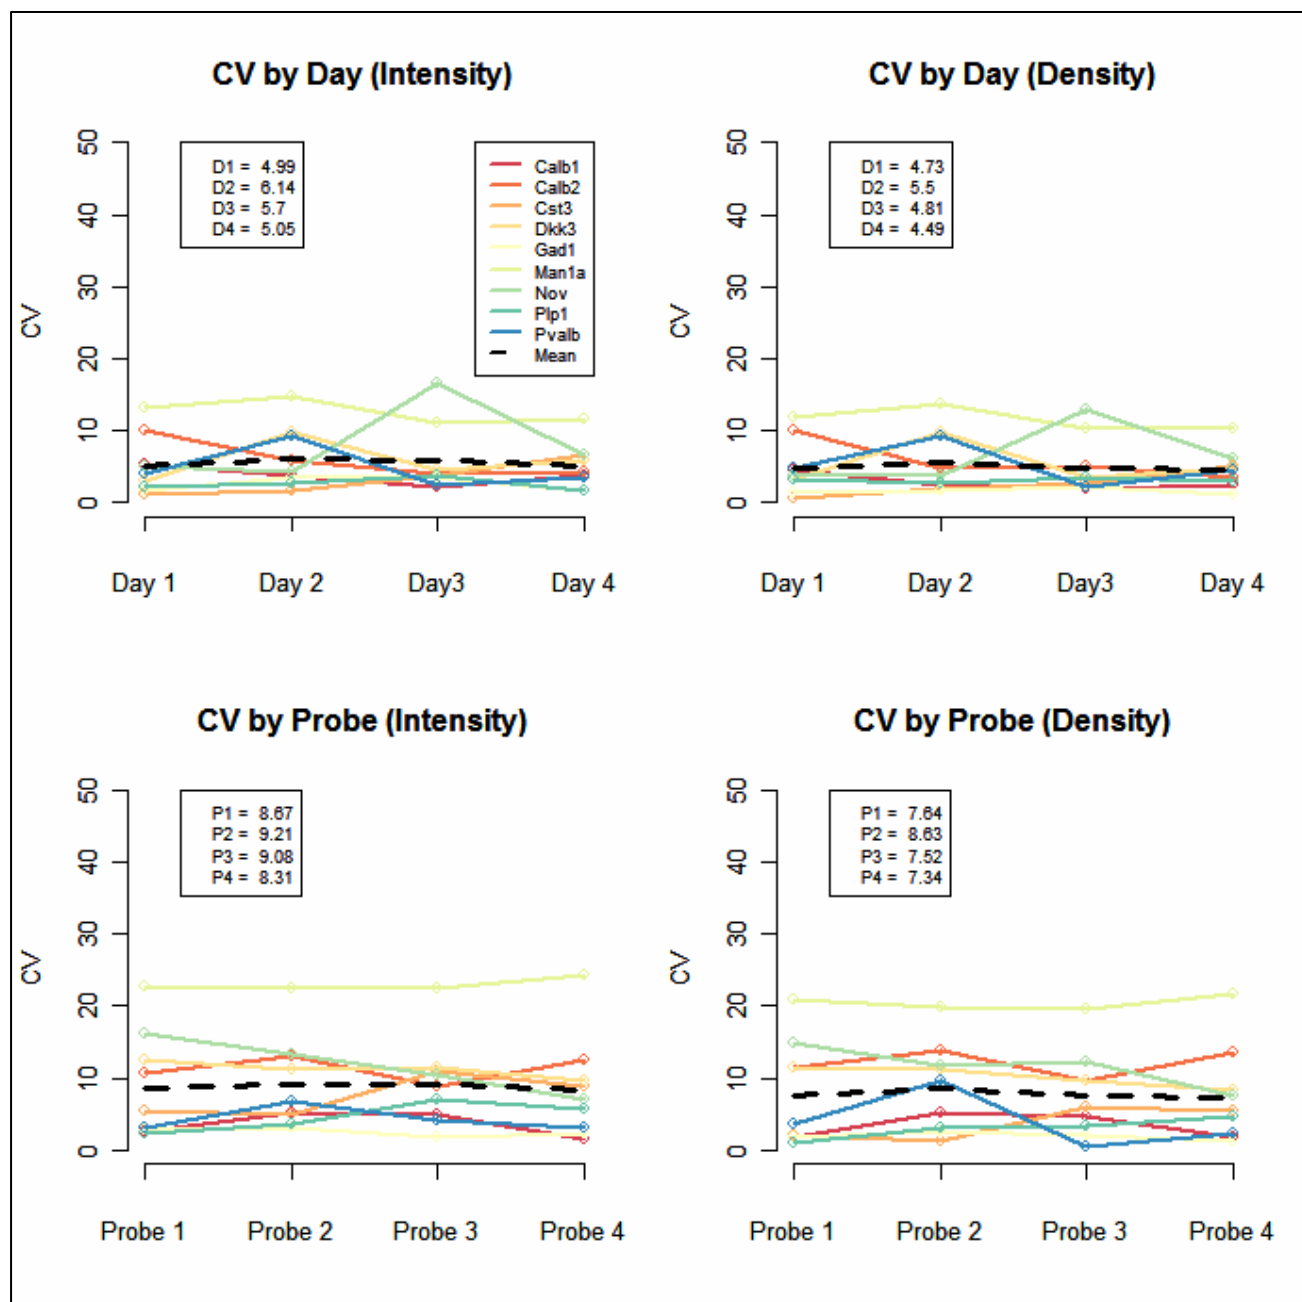 CV by Day (Intensity)
CV
50
40
30
20
10
0
D1 = 4.99
D2 = 6.14
D3 = 5.7
D4 = 5.05
Calb1
Calb2
Cst3
Dkk3
Gad1
Man1a
Nov
Plp1
Pvalb
Mean
Day 1 Day 2 Day3 Day 4
CV by Day (Density)
CV
50
40
30
20
10
0
D1 = 4.73
D2 = 5.5
D3 = 4.81
D4 = 4.49
Day 1 Day 2 Day3 Day 4
CV by Probe (Intensity)
CV
50
40
30
20
10
0
P1 = 8.67
P2 = 9.21
P3 = 9.08
P4 = 8.31
Probe 1 Probe 2 Probe 3 Probe 4
CV by Probe (Density)
CV
50
40
30
20
10
0
P1 = 7.64
P2 = 8.63
P3 = 7.52
P4 = 7.34
Probe 1 Probe 2 Probe 3 Probe 4